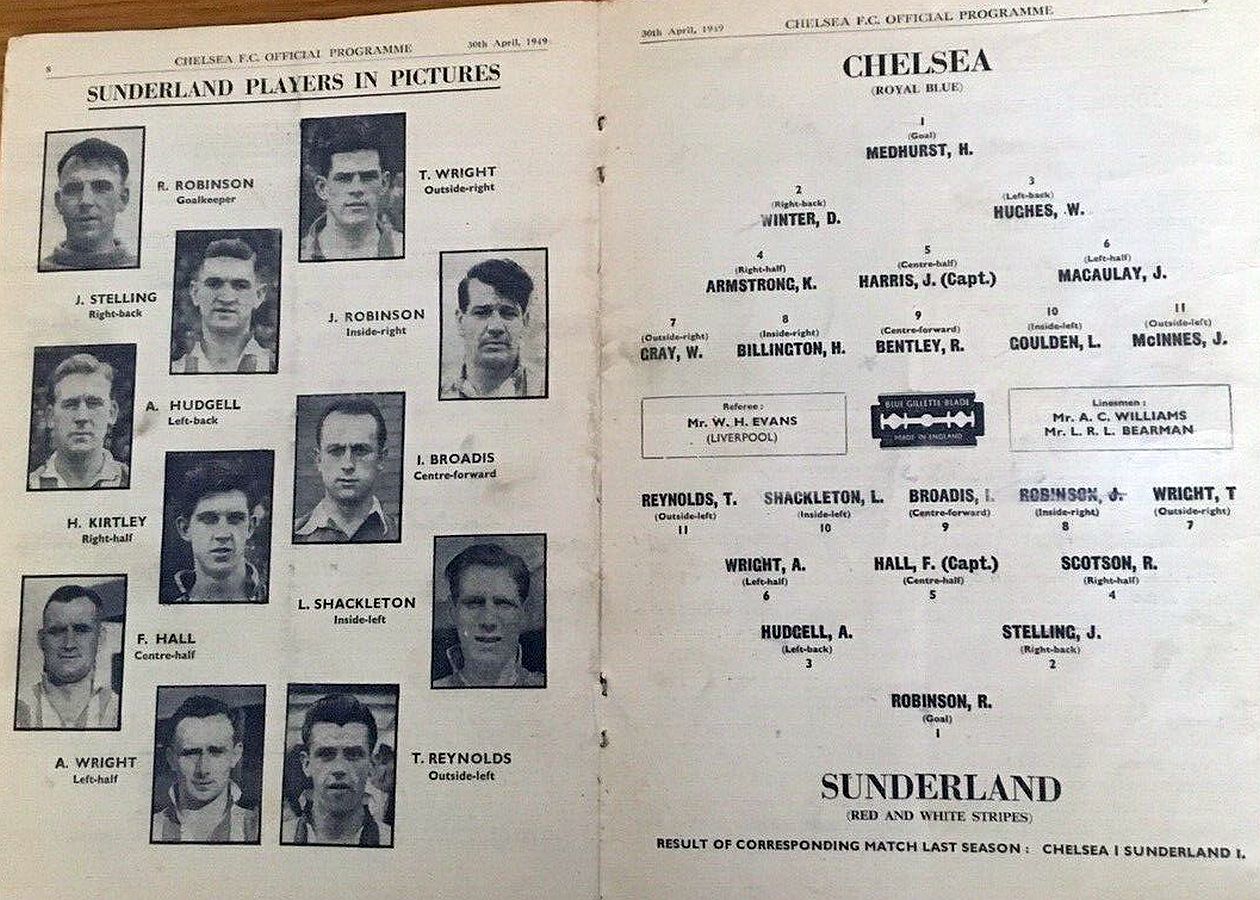 8
CHELSEA F.C. OFFICIAL PROGRAMME
30th April, 1949
SUNDERLAND PLAYERS IN PICTURES
R. ROBINSON
Goalkeeper
T. WRIGHT
Outside-right
J. STELLING
Right-back
J. ROBINSON
Inside-right
A. HUDGELL
Left-back
I. BROADIS
Centre-forward
H. KIRTLEY
Right-half
L. SHACKLETON
Inside-left
F. HALL
Centre-half
A. WRIGHT
Left-half
T. REYNOLDS
Outside-left
30th April, 1949
CHELSEA F.C. OFFICIAL PROGRAMME
CHELSEA
(ROYAL BLUE)
1
(Goal)
MEDHURST, H.
2 3
(Right-back) (Left-back)
WINTER, D. HUGHES, W.
4 5 6
(Right-half) (Centre-half) (Left-half)
ARMSTRONG, K. HARRIS, J. (Capt.) MACAULAY, J.
7 8 9 10 11
(Outside-right) (Inside-right) (Centre-forward) (Inside-left) (Outside-left)
GRAY, W. BILLINGTON, H. BENTLEY, R. GOULDEN, L. McINNES, J.
Referee :
Mr. W. H. EVANS
(LIVERPOOL)
BLUE GILLETTE BLADE
MADE IN ENGLAND
Linesmen :
Mr. A. C. WILLIAMS
Mr. L. R. L. BEARMAN
REYNOLDS, T. SHACKLETON, L. BROADIS, I. ROBINSON, J. WRIGHT, T
(Outside-left) (Inside-left) (Centre-forward) (Inside-right) (Outside-right)
11 10 9 8 7
WRIGHT, A. HALL, F. (Capt.) SCOTSON, R.
(Left-half) (Centre-half) (Right-half)
6 5 4
HUDGELL, A. STELLING, J.
(Left-back) (Right-back)
3 2
ROBINSON, R.
(Goal)
1
SUNDERLAND
(RED AND WHITE STRIPES)
RESULT OF CORRESPONDING MATCH LAST SEASON : CHELSEA 1 SUNDERLAND 1.